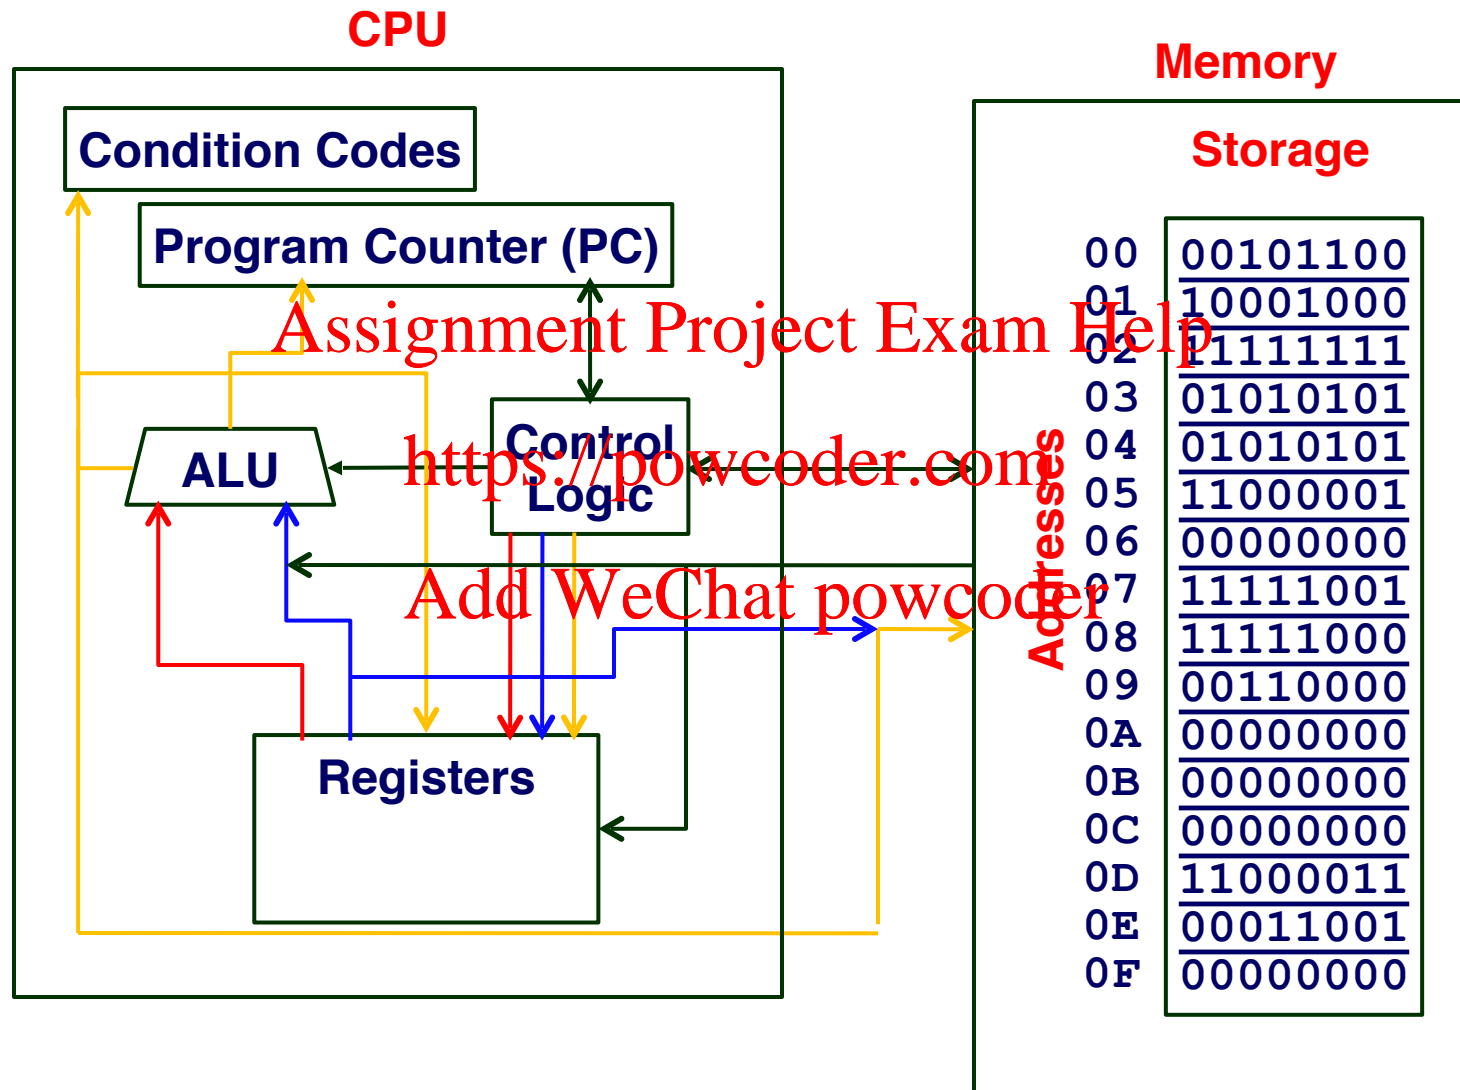 CPU
Memory
Condition Codes
Storage
Program Counter (PC)
Assignment Project Exam Help
ALU
Control
Logic
https://powcoder.com
Add WeChat powcoder
Registers
Addresses
00 00101100
01 10001000
02 11111111
03 01010101
04 01010101
05 11000001
06 00000000
07 11111001
08 11111000
09 00110000
0A 00000000
0B 00000000
0C 00000000
0D 11000011
0E 00011001
0F 00000000